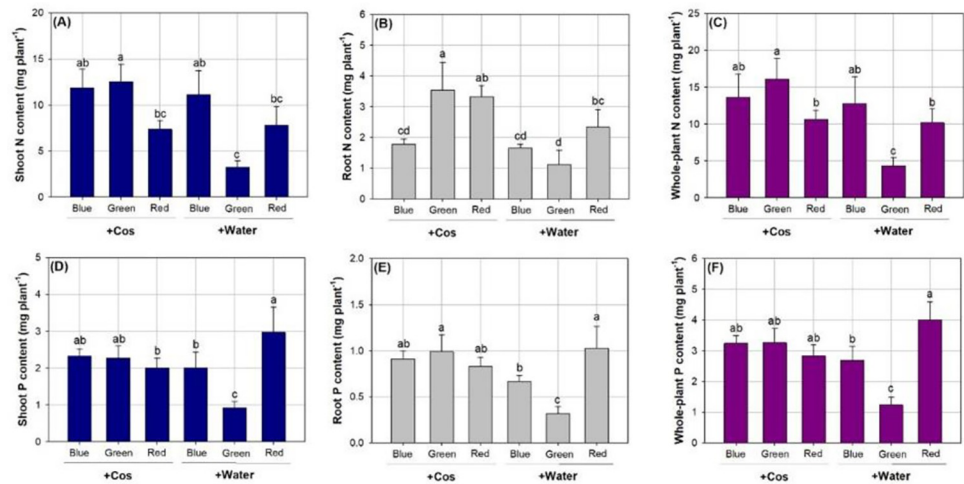 (A)
Shoot N content (mg plant⁻¹)
20
15
10
5
0
ab
a
bc
ab
c
bc
Blue Green Red Blue Green Red
+Cos +Water
(B)
Root N content (mg plant⁻¹)
6
4
2
0
cd
a
ab
cd
d
bc
Blue Green Red Blue Green Red
+Cos +Water
(C)
Whole-plant N content (mg plant⁻¹)
25
20
15
10
5
0
ab
a
b
ab
c
b
Blue Green Red Blue Green Red
+Cos +Water
(D)
Shoot P content (mg plant⁻¹)
5
4
3
2
1
0
ab
ab
b
b
c
a
Blue Green Red Blue Green Red
+Cos +Water
(E)
Root P content (mg plant⁻¹)
2.0
1.5
1.0
0.5
0.0
ab
a
ab
b
c
a
Blue Green Red Blue Green Red
+Cos +Water
(F)
Whole-plant P content (mg plant⁻¹)
6
5
4
3
2
1
0
ab
ab
ab
b
c
a
Blue Green Red Blue Green Red
+Cos +Water